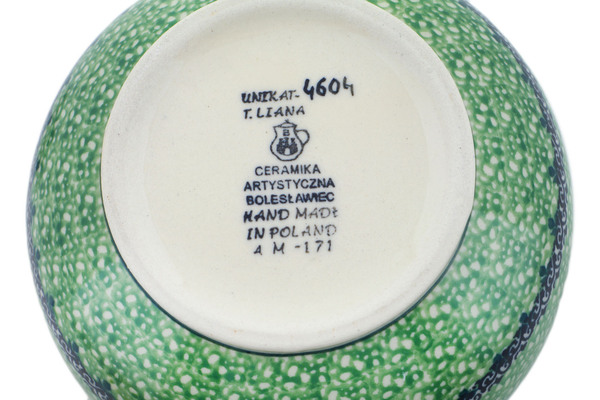 UNIKAT-4604
T. LIANA
B
CERAMIKA
ARTYSTYCZNA
BOLESŁAWIEC
HAND MADE
IN POLAND
A M -171